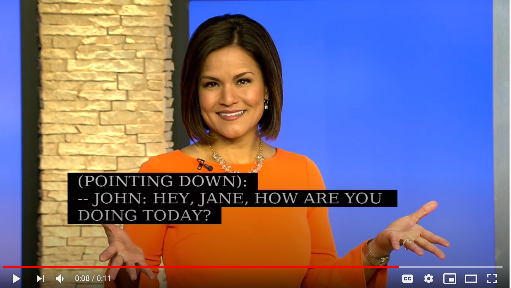 (POINTING DOWN):
-- JOHN: HEY, JANE, HOW ARE YOU
DOING TODAY?
0:08 / 0:11